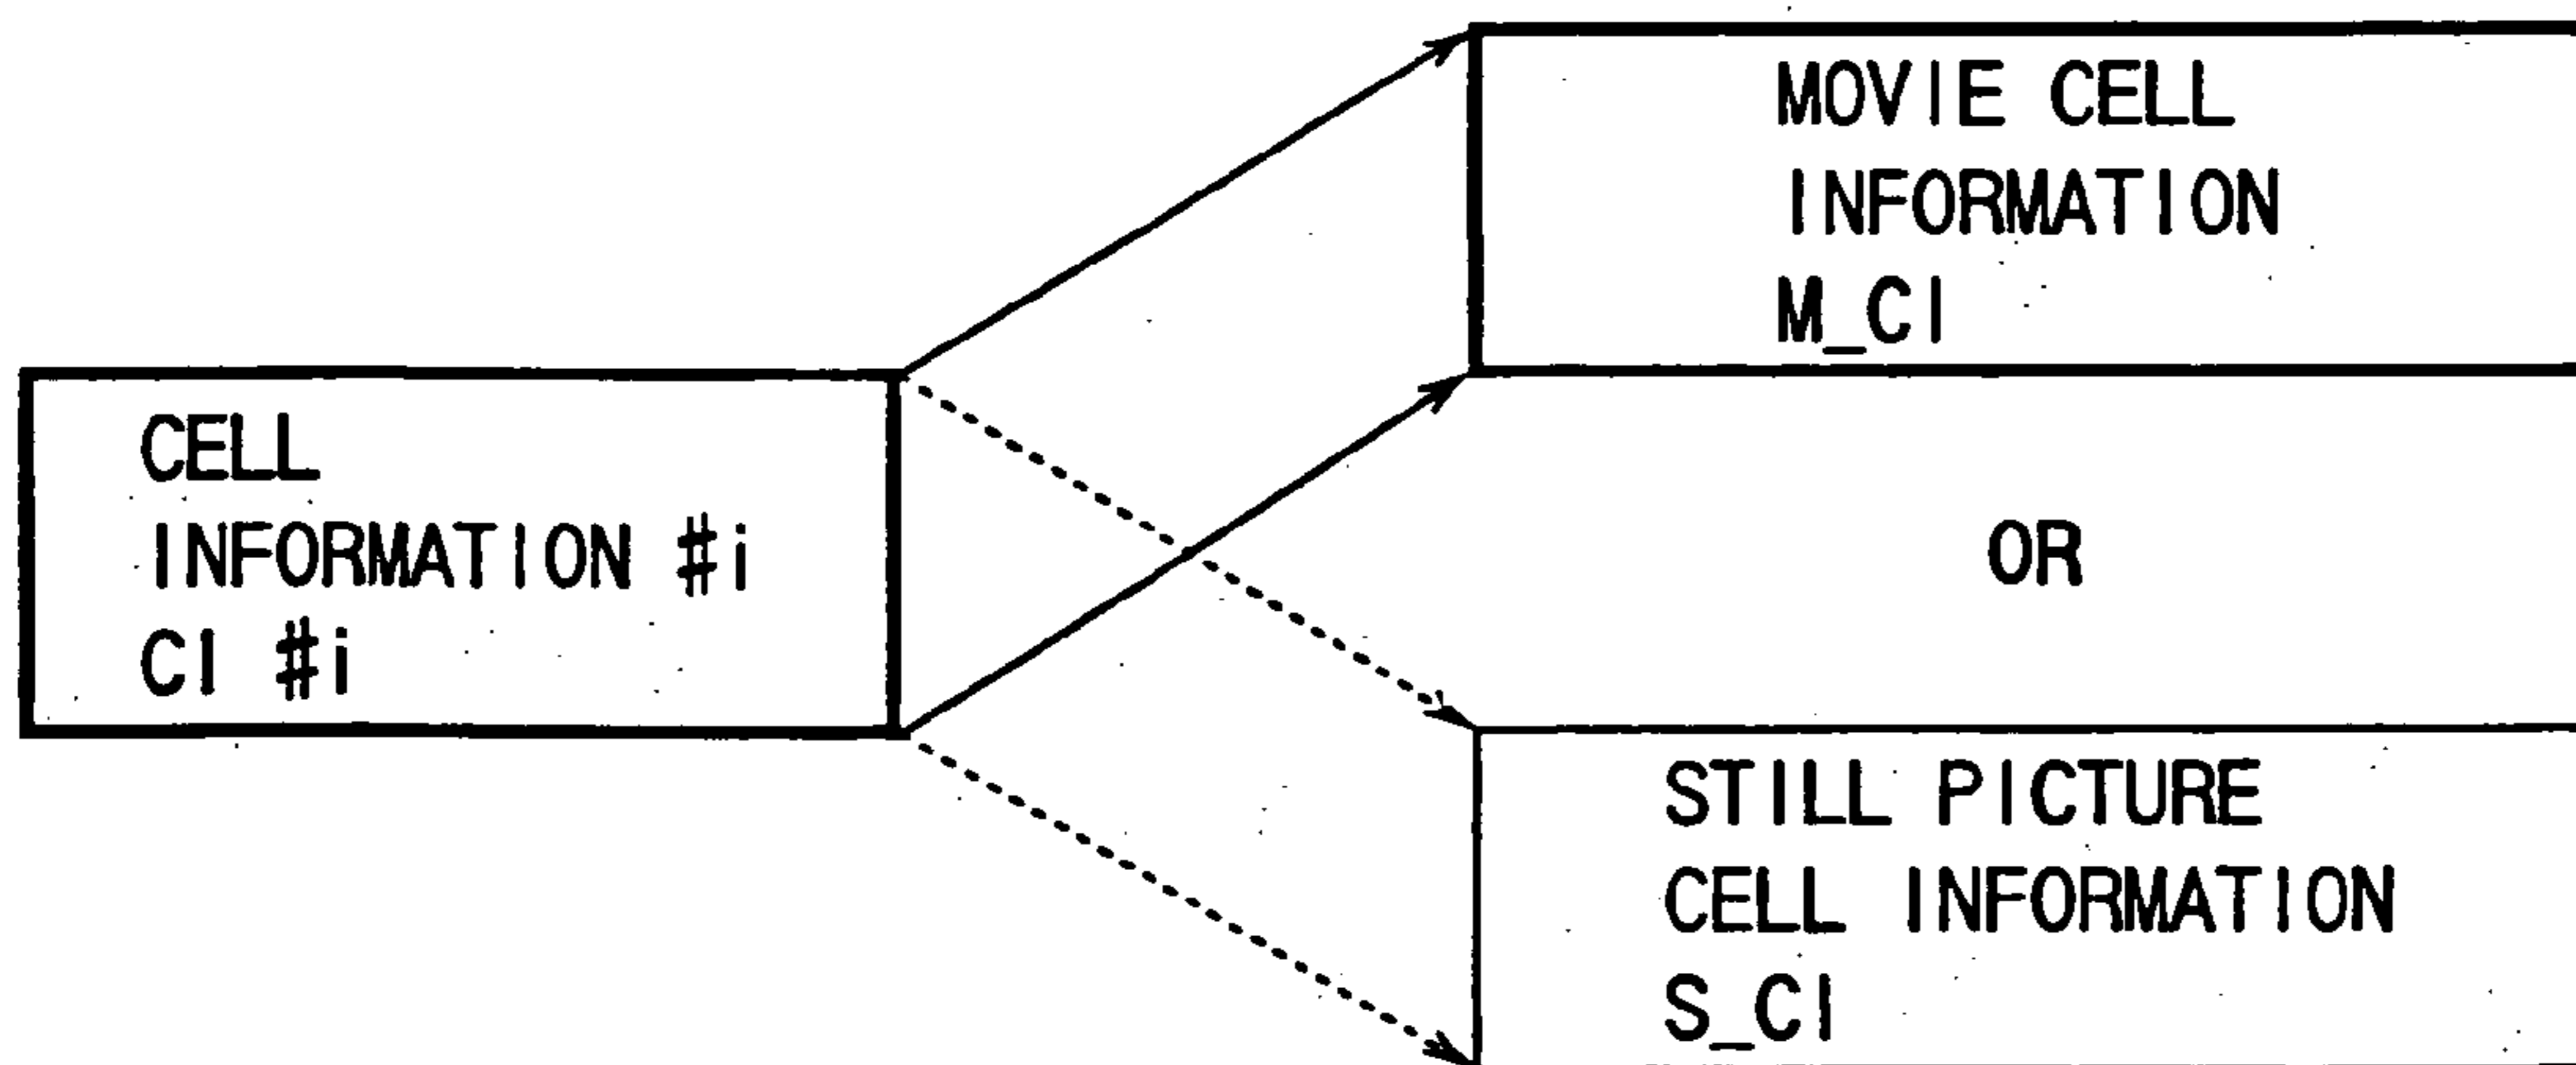 MOVIE CELL
INFORMATION
M_CI
CELL
INFORMATION #i
CI #i
OR
STILL PICTURE
CELL INFORMATION
S_CI